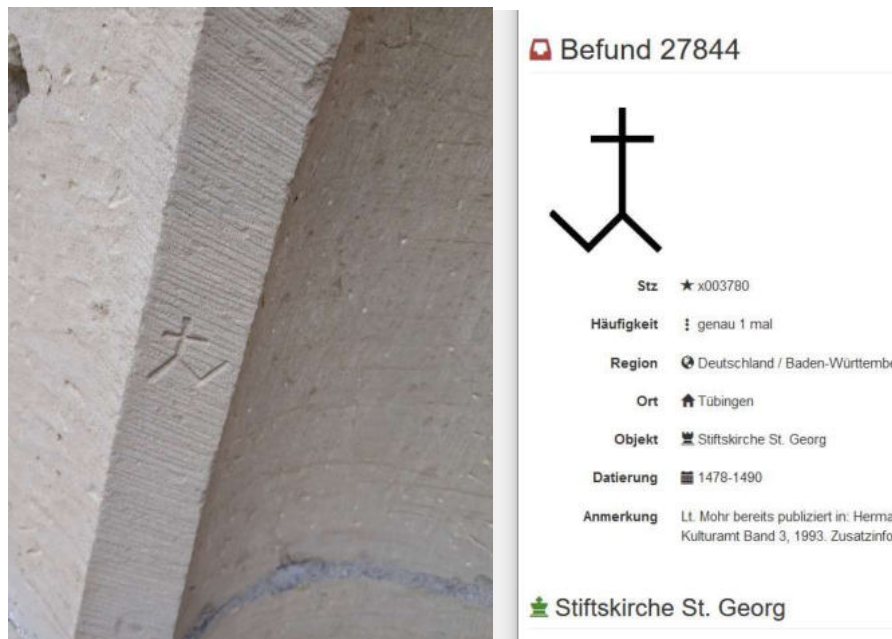 Befund 27844
Stz x003780
Häufigkeit genau 1 mal
Region Deutschland / Baden-Württembe
Ort Tübingen
Objekt Stiftskirche St. Georg
Datierung 1478-1490
Anmerkung Lt. Mohr bereits publiziert in: Herma
Kulturamt Band 3, 1993. Zusatzinfo
Stiftskirche St. Georg